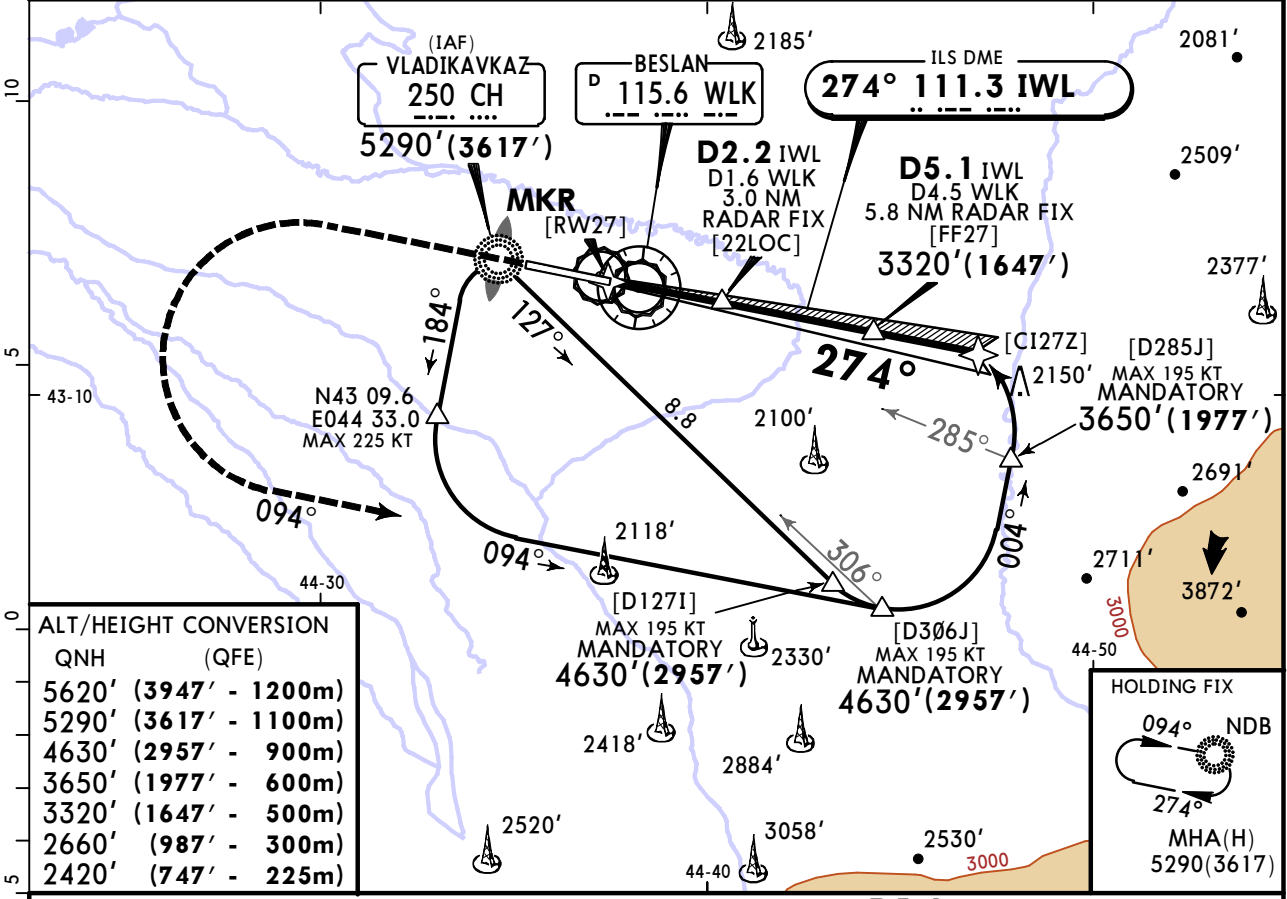 2185'
2081'
(IAF)
VLADIKAVKAZ
250 CH
5290'(3617')
BESLAN
D 115.6 WLK
ILS DME
274° 111.3 IWL
10
D2.2 IWL
D1.6 WLK
3.0 NM
RADAR FIX
[22LOC]
D5.1 IWL
D4.5 WLK
5.8 NM RADAR FIX
[FF27]
3320'(1647')
2509'
MKR
[RW27]
2377'
184°
127°
5
274°
[CI27Z]
2150'
[D285J]
MAX 195 KT
MANDATORY
3650'(1977')
43-10
N43 09.6
E044 33.0
MAX 225 KT
8.8
2100'
285°
2691'
094°
094°
2118'
306°
004°
2711'
3872'
3000
44-30
[D127I]
MAX 195 KT
MANDATORY
4630'(2957')
2330'
[D306J]
MAX 195 KT
MANDATORY
4630'(2957')
44-50
0
ALT/HEIGHT CONVERSION
QNH (QFE)
5620' (3947' - 1200m)
5290' (3617' - 1100m)
4630' (2957' - 900m)
3650' (1977' - 600m)
3320' (1647' - 500m)
2660' (987' - 300m)
2420' (747' - 225m)
2418'
2884'
2520'
3058'
2530'
3000
44-40
5
HOLDING FIX
094°
NDB
274°
MHA(H)
5290(3617)